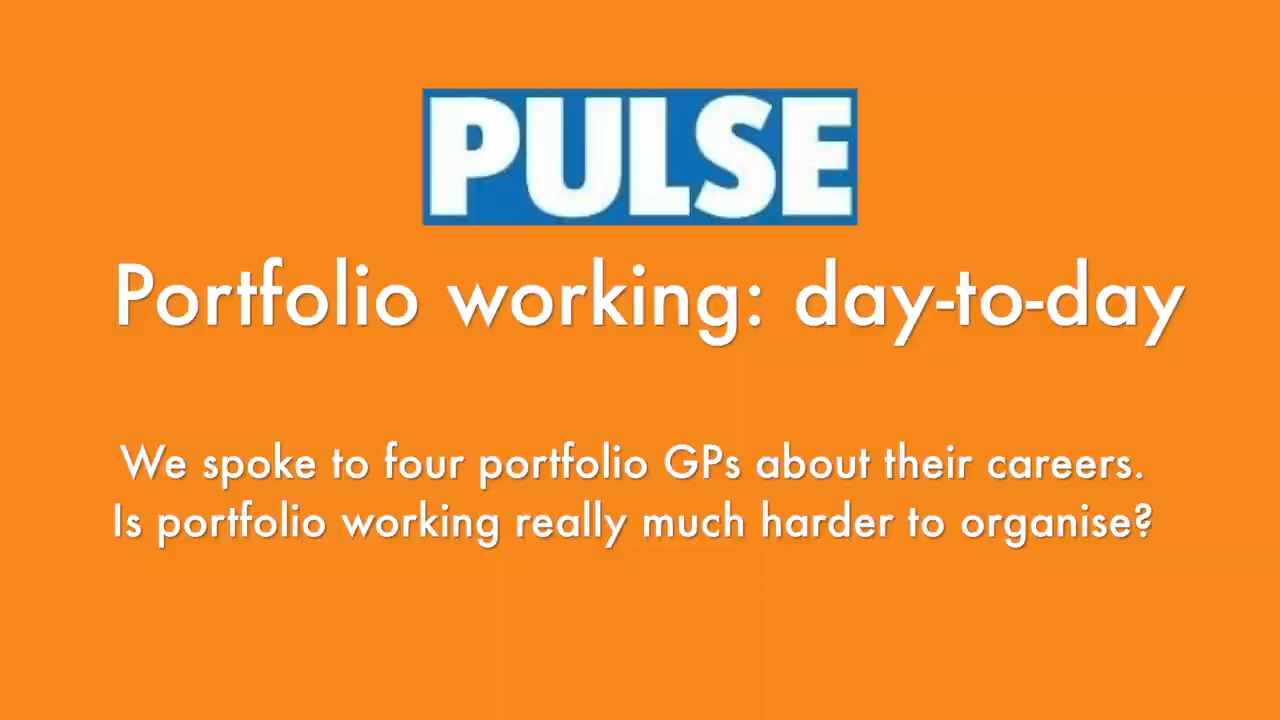 PULSE
Portfolio working: day-to-day
We spoke to four portfolio GPs about their careers.
Is portfolio working really much harder to organise?